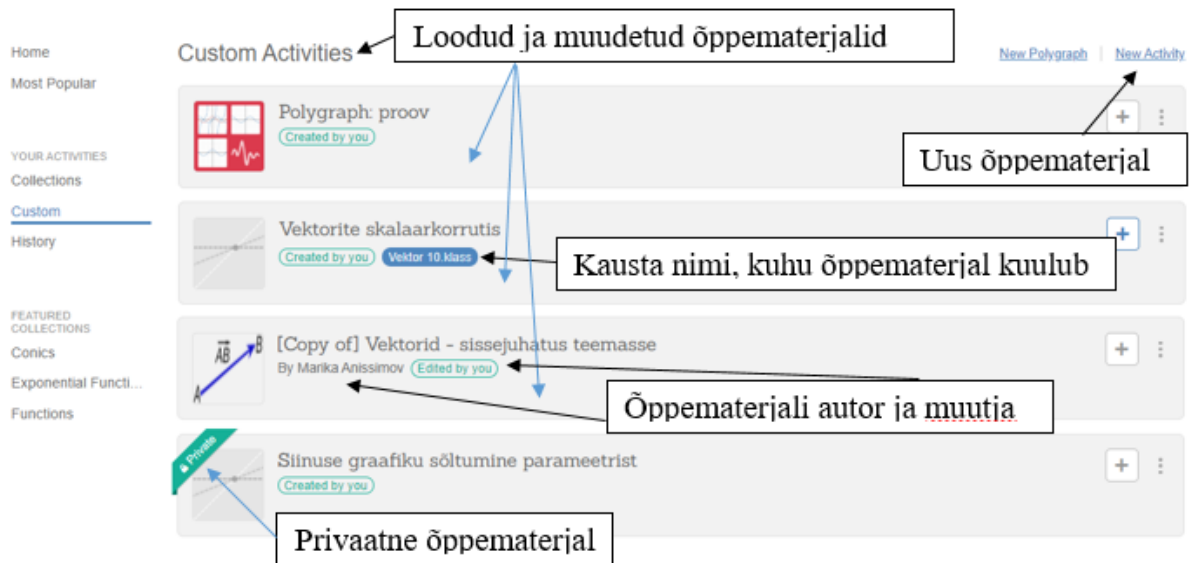 Home
Most Popular
YOUR ACTIVITIES
Collections
Custom
History
FEATURED
COLLECTIONS
Conics
Exponential Functi...
Functions
Custom Activities
Loodud ja muudetud õppematerjalid
New Polygraph | New Activity
Polygraph: proov
Created by you
Uus õppematerjal
Vektorite skalaarkorrutis
Created by you Vektor 10.klass
Kausta nimi, kuhu õppematerjal kuulub
AB
A
B
[Copy of] Vektorid - sissejuhatus teemasse
By Marika Anissimov Edited by you
Õppematerjali autor ja muutja
Private
Siinuse graafiku sõltumine parameetrist
Created by you
Privaatne õppematerjal